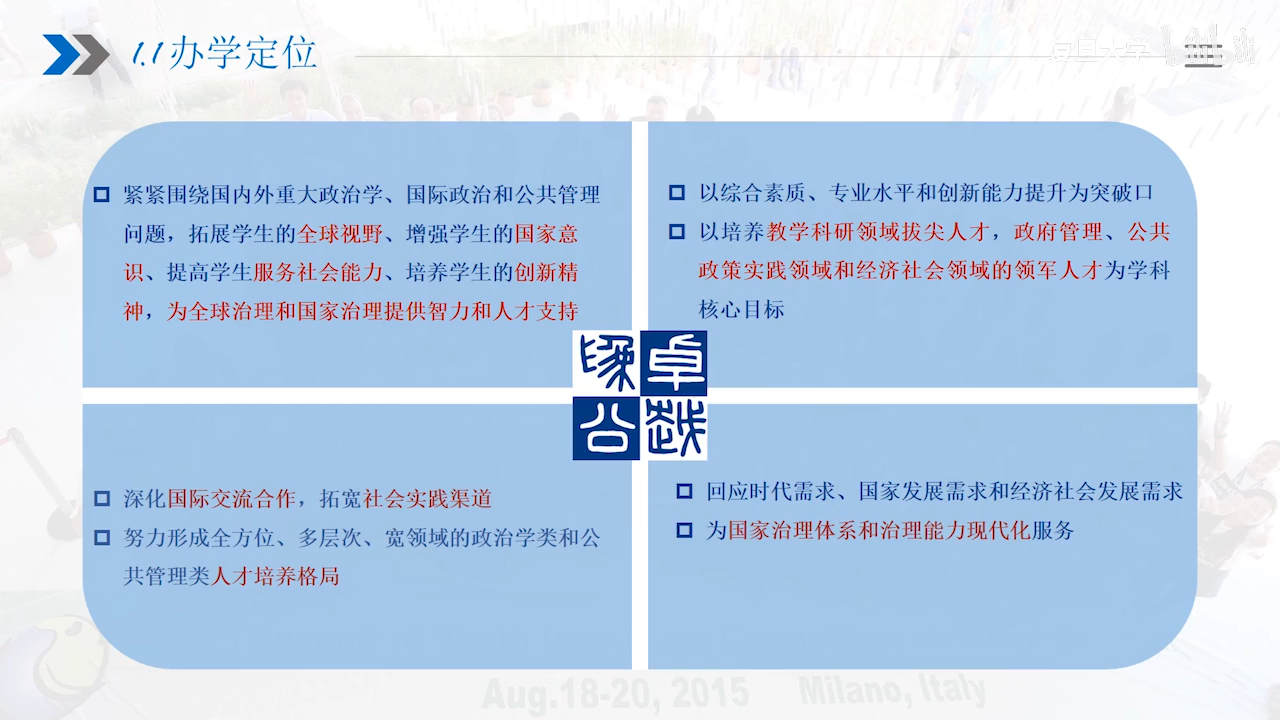 1.1办学定位
复旦大学
紧紧围绕国内外重大政治学、国际政治和公共管理
问题，拓展学生的全球视野、增强学生的国家意
识、提高学生服务社会能力、培养学生的创新精
神，为全球治理和国家治理提供智力和人才支持
以综合素质、专业水平和创新能力提升为突破口
以培养教学科研领域拔尖人才，政府管理、公共
政策实践领域和经济社会领域的领军人才为学科
核心目标
卓越
公
深化国际交流合作，拓宽社会实践渠道
努力形成全方位、多层次、宽领域的政治学类和公
共管理类人才培养格局
回应时代需求、国家发展需求和经济社会发展需求
为国家治理体系和治理能力现代化服务
Aug.18-20, 2015 Milano, Italy